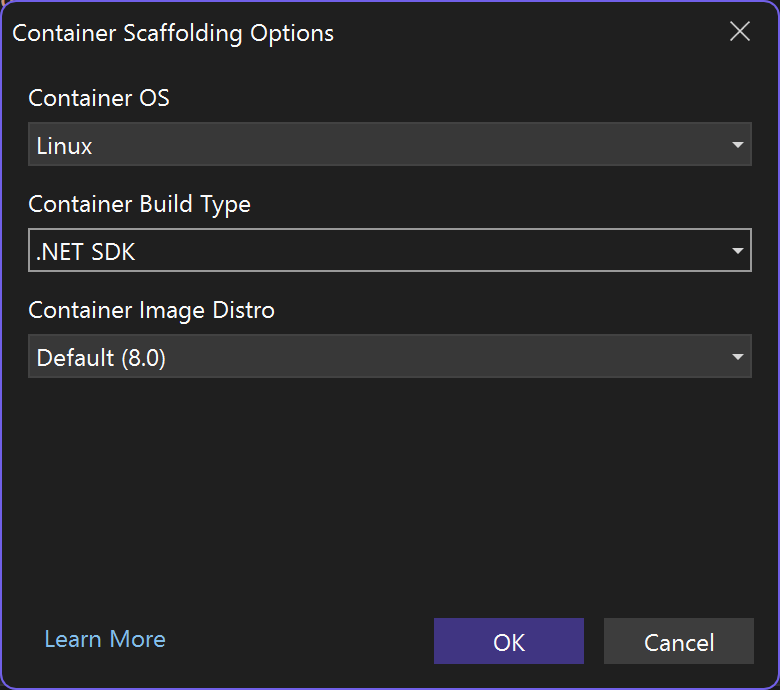 Container Scaffolding Options
Container OS
Linux
Container Build Type
.NET SDK
Container Image Distro
Default (8.0)
Learn More
OK
Cancel